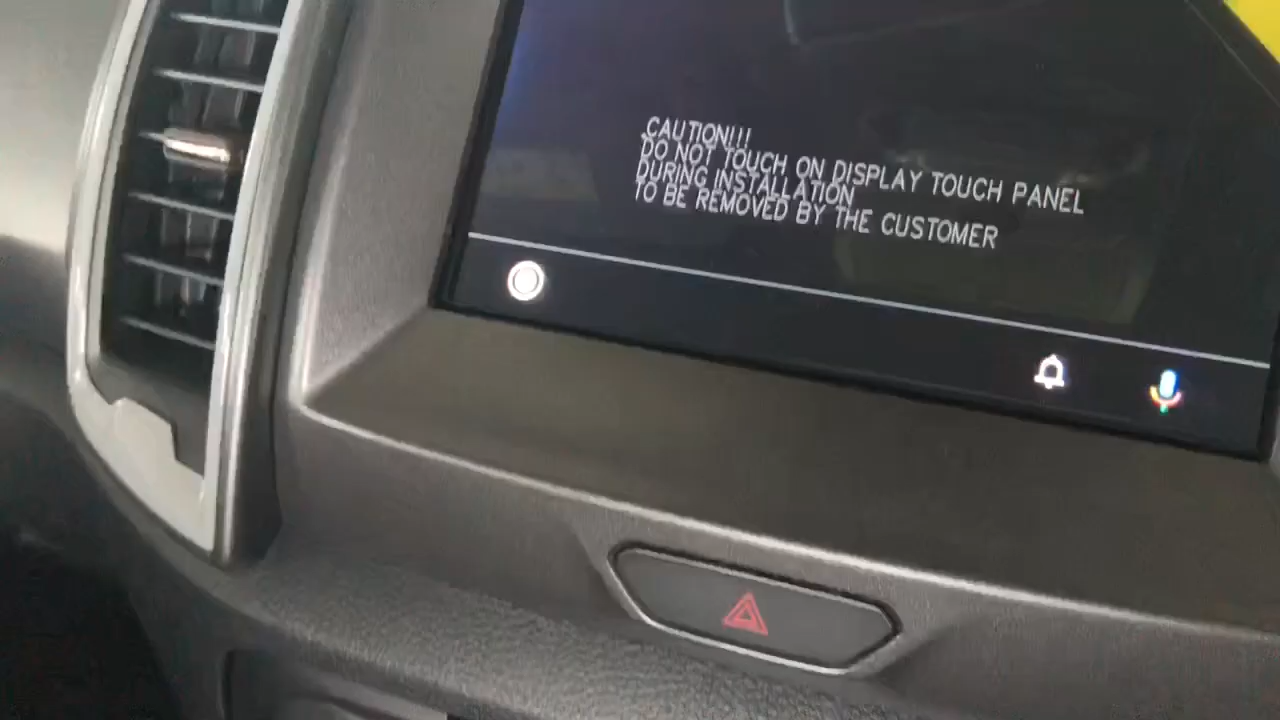 CAUTION!!!
DO NOT TOUCH ON DISPLAY TOUCH PANEL
DURING INSTALLATION
TO BE REMOVED BY THE CUSTOMER